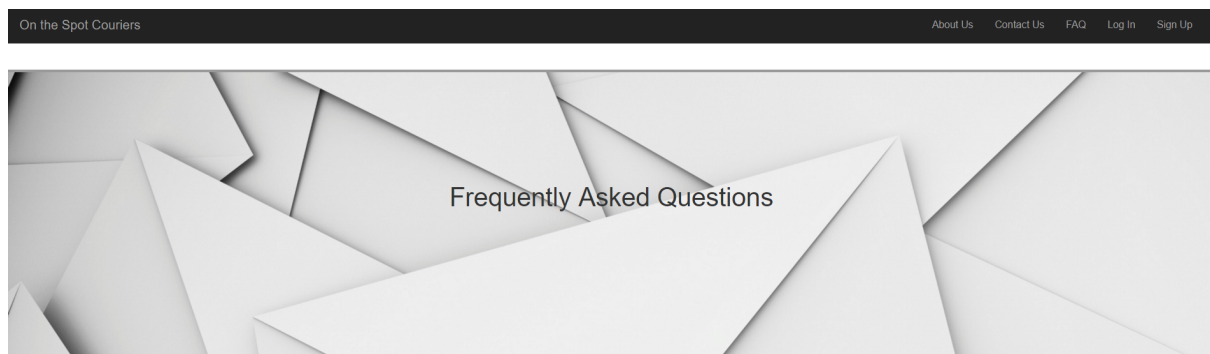 On the Spot Couriers
About Us Contact Us FAQ Log In Sign Up
Frequently Asked Questions